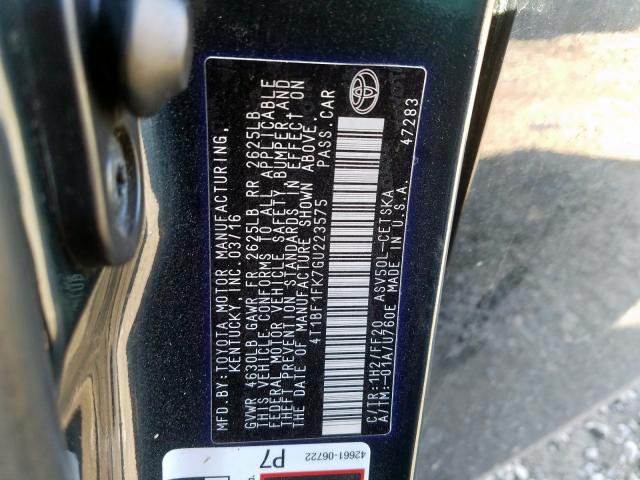 MFD.BY:TOYOTA MOTOR MANUFACTURING,
KENTUCKY, INC. 03/16
GVWR 4630LB GAWR FR 2625LB RR 2625LB
THIS VEHICLE CONFORMS TO ALL APPLICABLE
FEDERAL MOTOR VEHICLE SAFETY, BUMPER, AND
THEFT PREVENTION STANDARDS IN EFFECT ON
THE DATE OF MANUFACTURE SHOWN ABOVE.
4T1BF1FK7GU223575 PASS.CAR
C/TR:1H2/FF20 ASV50L-CETSKA
A/TM:-01A/U760E MADE IN U.S.A. 47283
42661-06722
P7